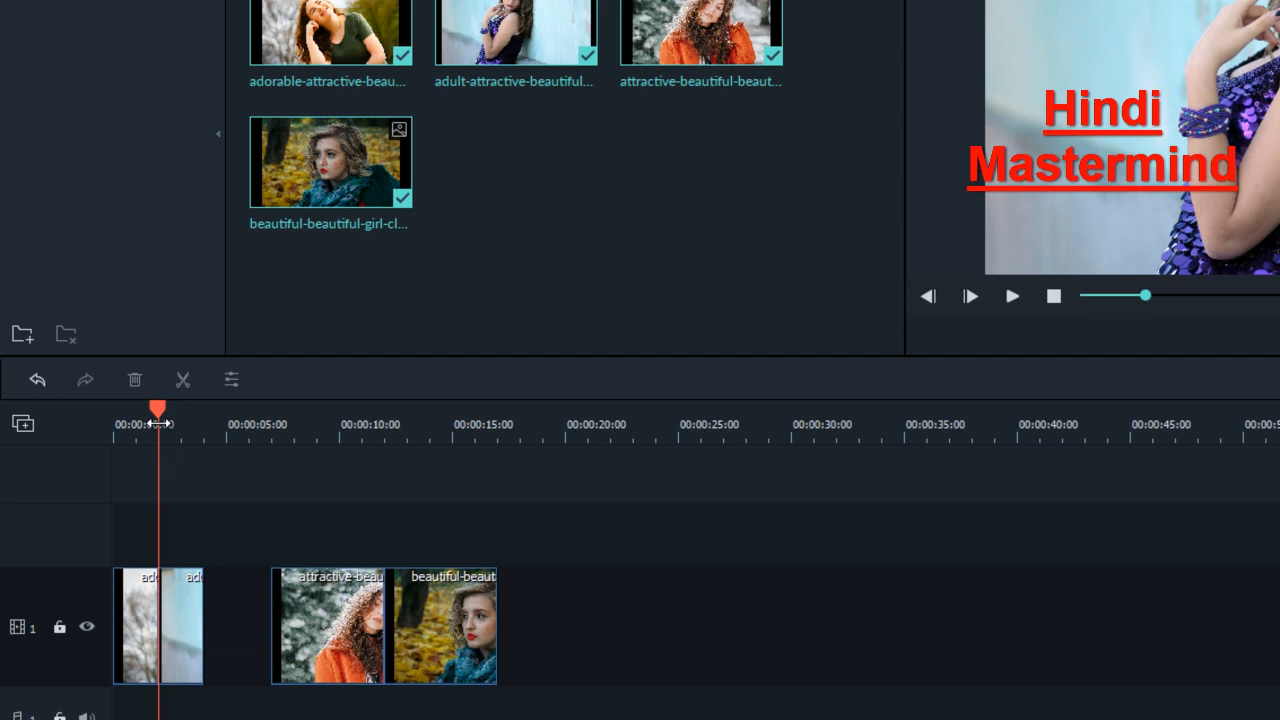 adorable-attractive-beau...
adult-attractive-beautiful...
attractive-beautiful-beaut...
Hindi
Mastermind
beautiful-beautiful-girl-cl...
00:00:05:00
00:00:10:00
00:00:15:00
00:00:20:00
00:00:25:00
00:00:30:00
00:00:35:00
00:00:40:00
00:00:45:00
attractive-beau
beautiful-beaut
1
1